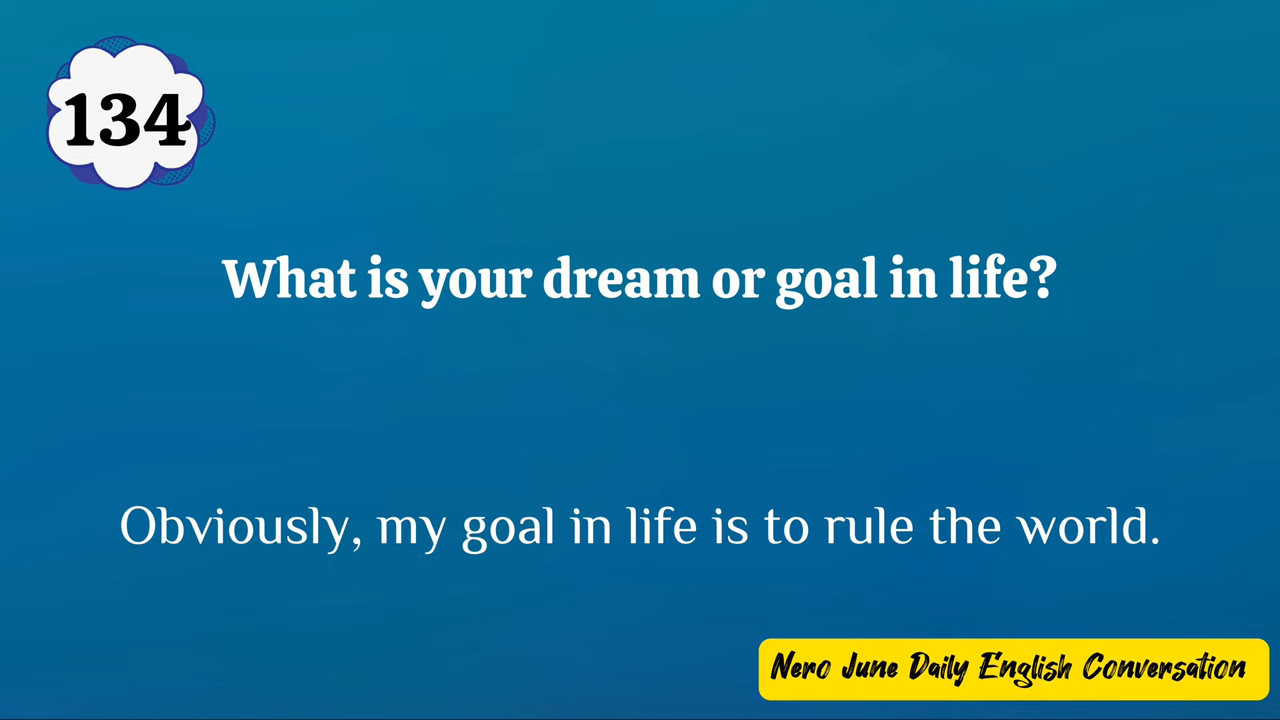 134
What is your dream or goal in life?
Obviously, my goal in life is to rule the world.
Nero June Daily English Conversation